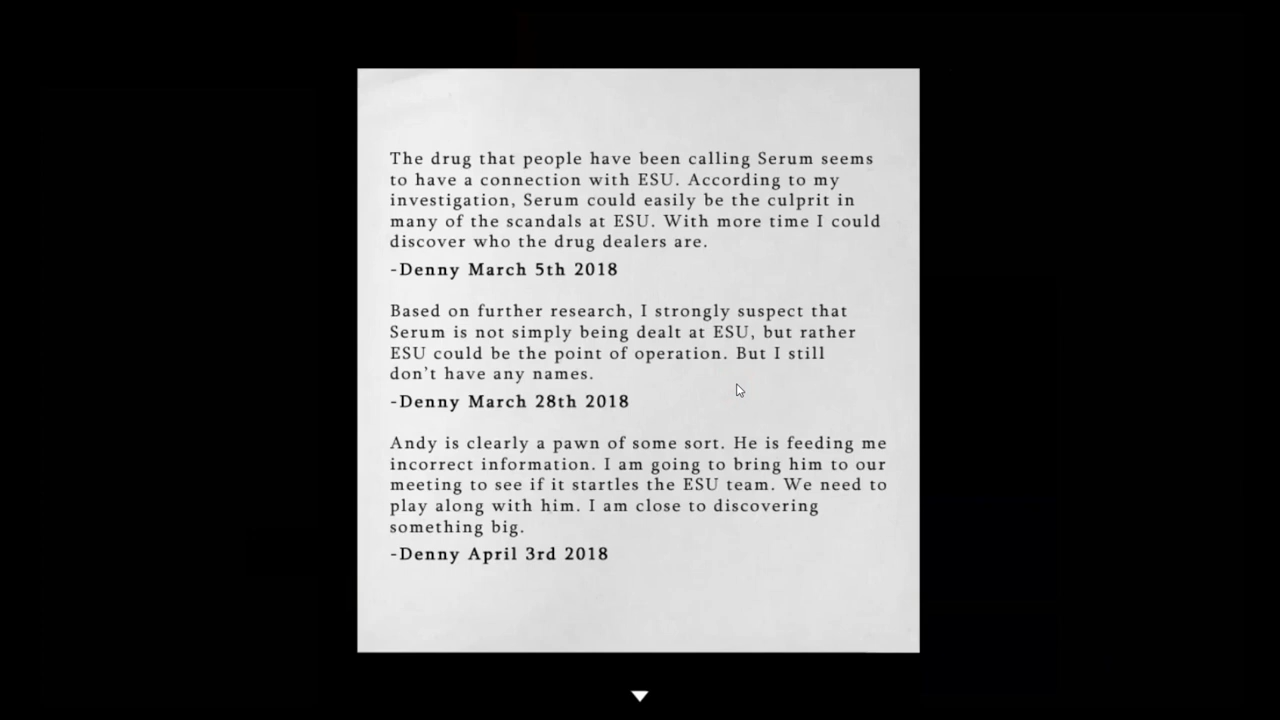 The drug that people have been calling Serum seems
to have a connection with ESU. According to my
investigation, Serum could easily be the culprit in
many of the scandals at ESU. With more time I could
discover who the drug dealers are.
-Denny March 5th 2018
Based on further research, I strongly suspect that
Serum is not simply being dealt at ESU, but rather
ESU could be the point of operation. But I still
don’t have any names.
-Denny March 28th 2018
Andy is clearly a pawn of some sort. He is feeding me
incorrect information. I am going to bring him to our
meeting to see if it startles the ESU team. We need to
play along with him. I am close to discovering
something big.
-Denny April 3rd 2018